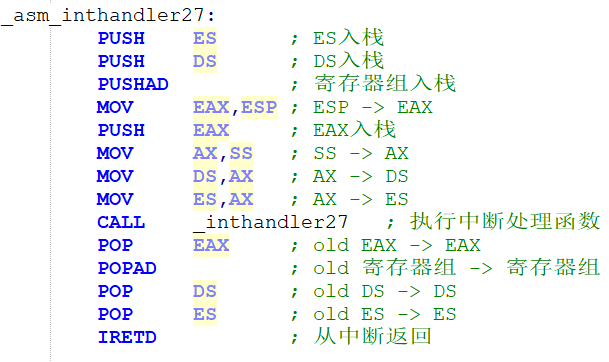 _asm_inthandler27:
PUSH ES ; ES入栈
PUSH DS ; DS入栈
PUSHAD ; 寄存器组入栈
MOV EAX,ESP ; ESP -> EAX
PUSH EAX ; EAX入栈
MOV AX,SS ; SS -> AX
MOV DS,AX ; AX -> DS
MOV ES,AX ; AX -> ES
CALL _inthandler27 ; 执行中断处理函数
POP EAX ; old EAX -> EAX
POPAD ; old 寄存器组 -> 寄存器组
POP DS ; old DS -> DS
POP ES ; old ES -> ES
IRETD ; 从中断返回